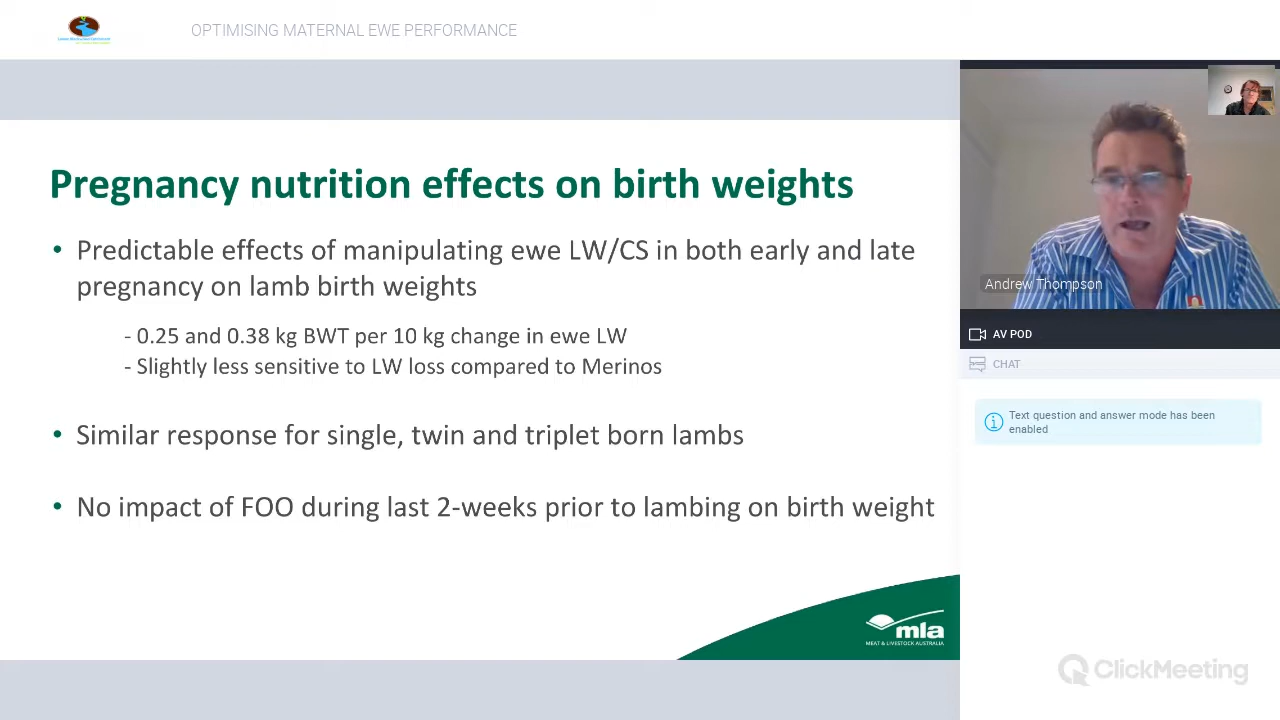 OPTIMISING MATERNAL EWE PERFORMANCE
Pregnancy nutrition effects on birth weights
• Predictable effects of manipulating ewe LW/CS in both early and late
pregnancy on lamb birth weights
- 0.25 and 0.38 kg BWT per 10 kg change in ewe LW
- Slightly less sensitive to LW loss compared to Merinos
• Similar response for single, twin and triplet born lambs
• No impact of FOO during last 2-weeks prior to lambing on birth weight
mla
MEAT & LIVESTOCK AUSTRALIA
Andrew Thompson
AV POD
CHAT
Text question and answer mode has been
enabled
ClickMeeting